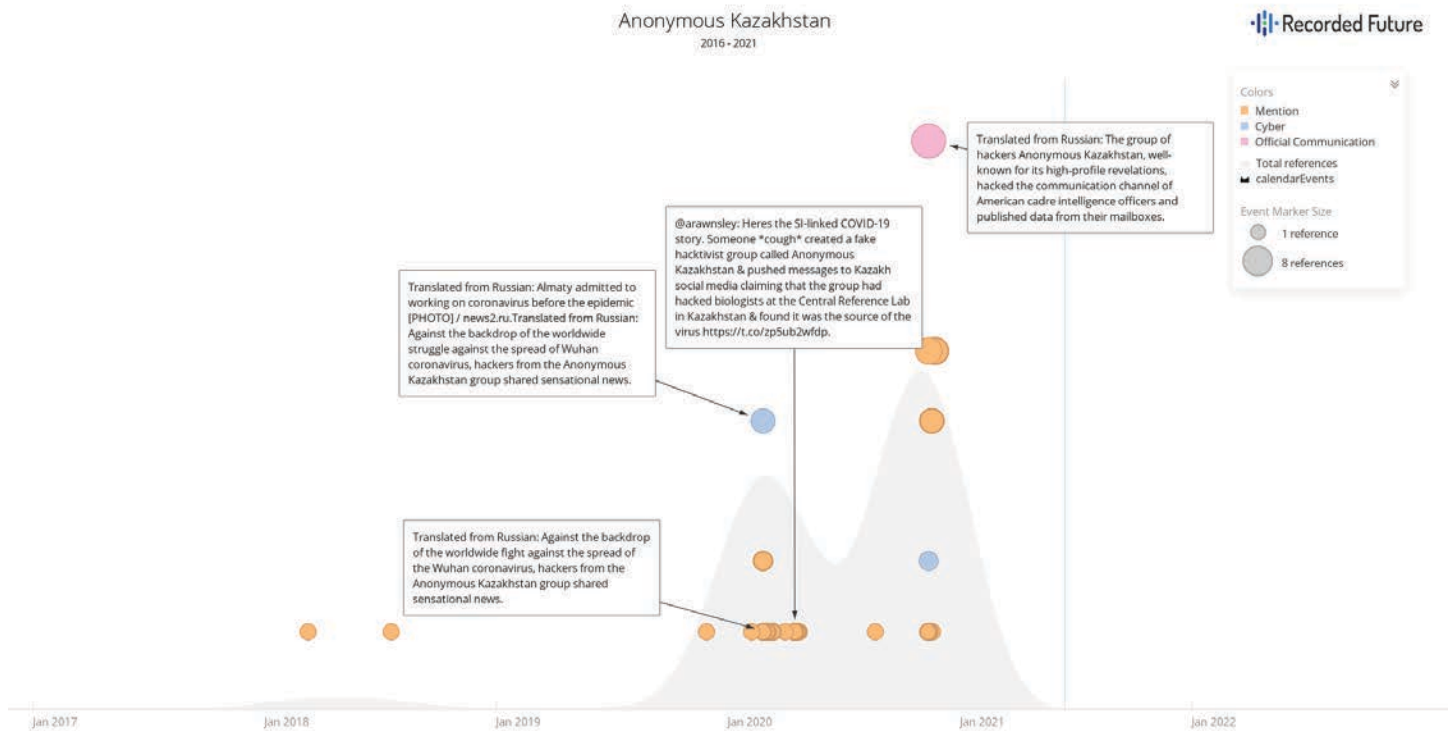 Anonymous Kazakhstan
2016 - 2021
Recorded Future
Colors
Mention
Cyber
Official Communication
Total references
calendarEvents
Event Marker Size
1 reference
8 references
Translated from Russian: The group of
hackers Anonymous Kazakhstan, well-
known for its high-profile revelations,
hacked the communication channel of
American cadre intelligence officers and
published data from their mailboxes.
@arawnsley: Heres the SI-linked COVID-19
story. Someone *cough* created a fake
hacktivist group called Anonymous
Kazakhstan & pushed messages to Kazakh
social media claiming that the group had
hacked biologists at the Central Reference Lab
in Kazakhstan & found it was the source of the
virus https://t.co/zp5ub2wfdp.
Translated from Russian: Almaty admitted to
working on coronavirus before the epidemic
[PHOTO] / news2.ru.Translated from Russian:
Against the backdrop of the worldwide
struggle against the spread of Wuhan
coronavirus, hackers from the Anonymous
Kazakhstan group shared sensational news.
Translated from Russian: Against the backdrop
of the worldwide fight against the spread of
the Wuhan coronavirus, hackers from the
Anonymous Kazakhstan group shared
sensational news.
Jan 2017
Jan 2018
Jan 2019
Jan 2020
Jan 2021
Jan 2022